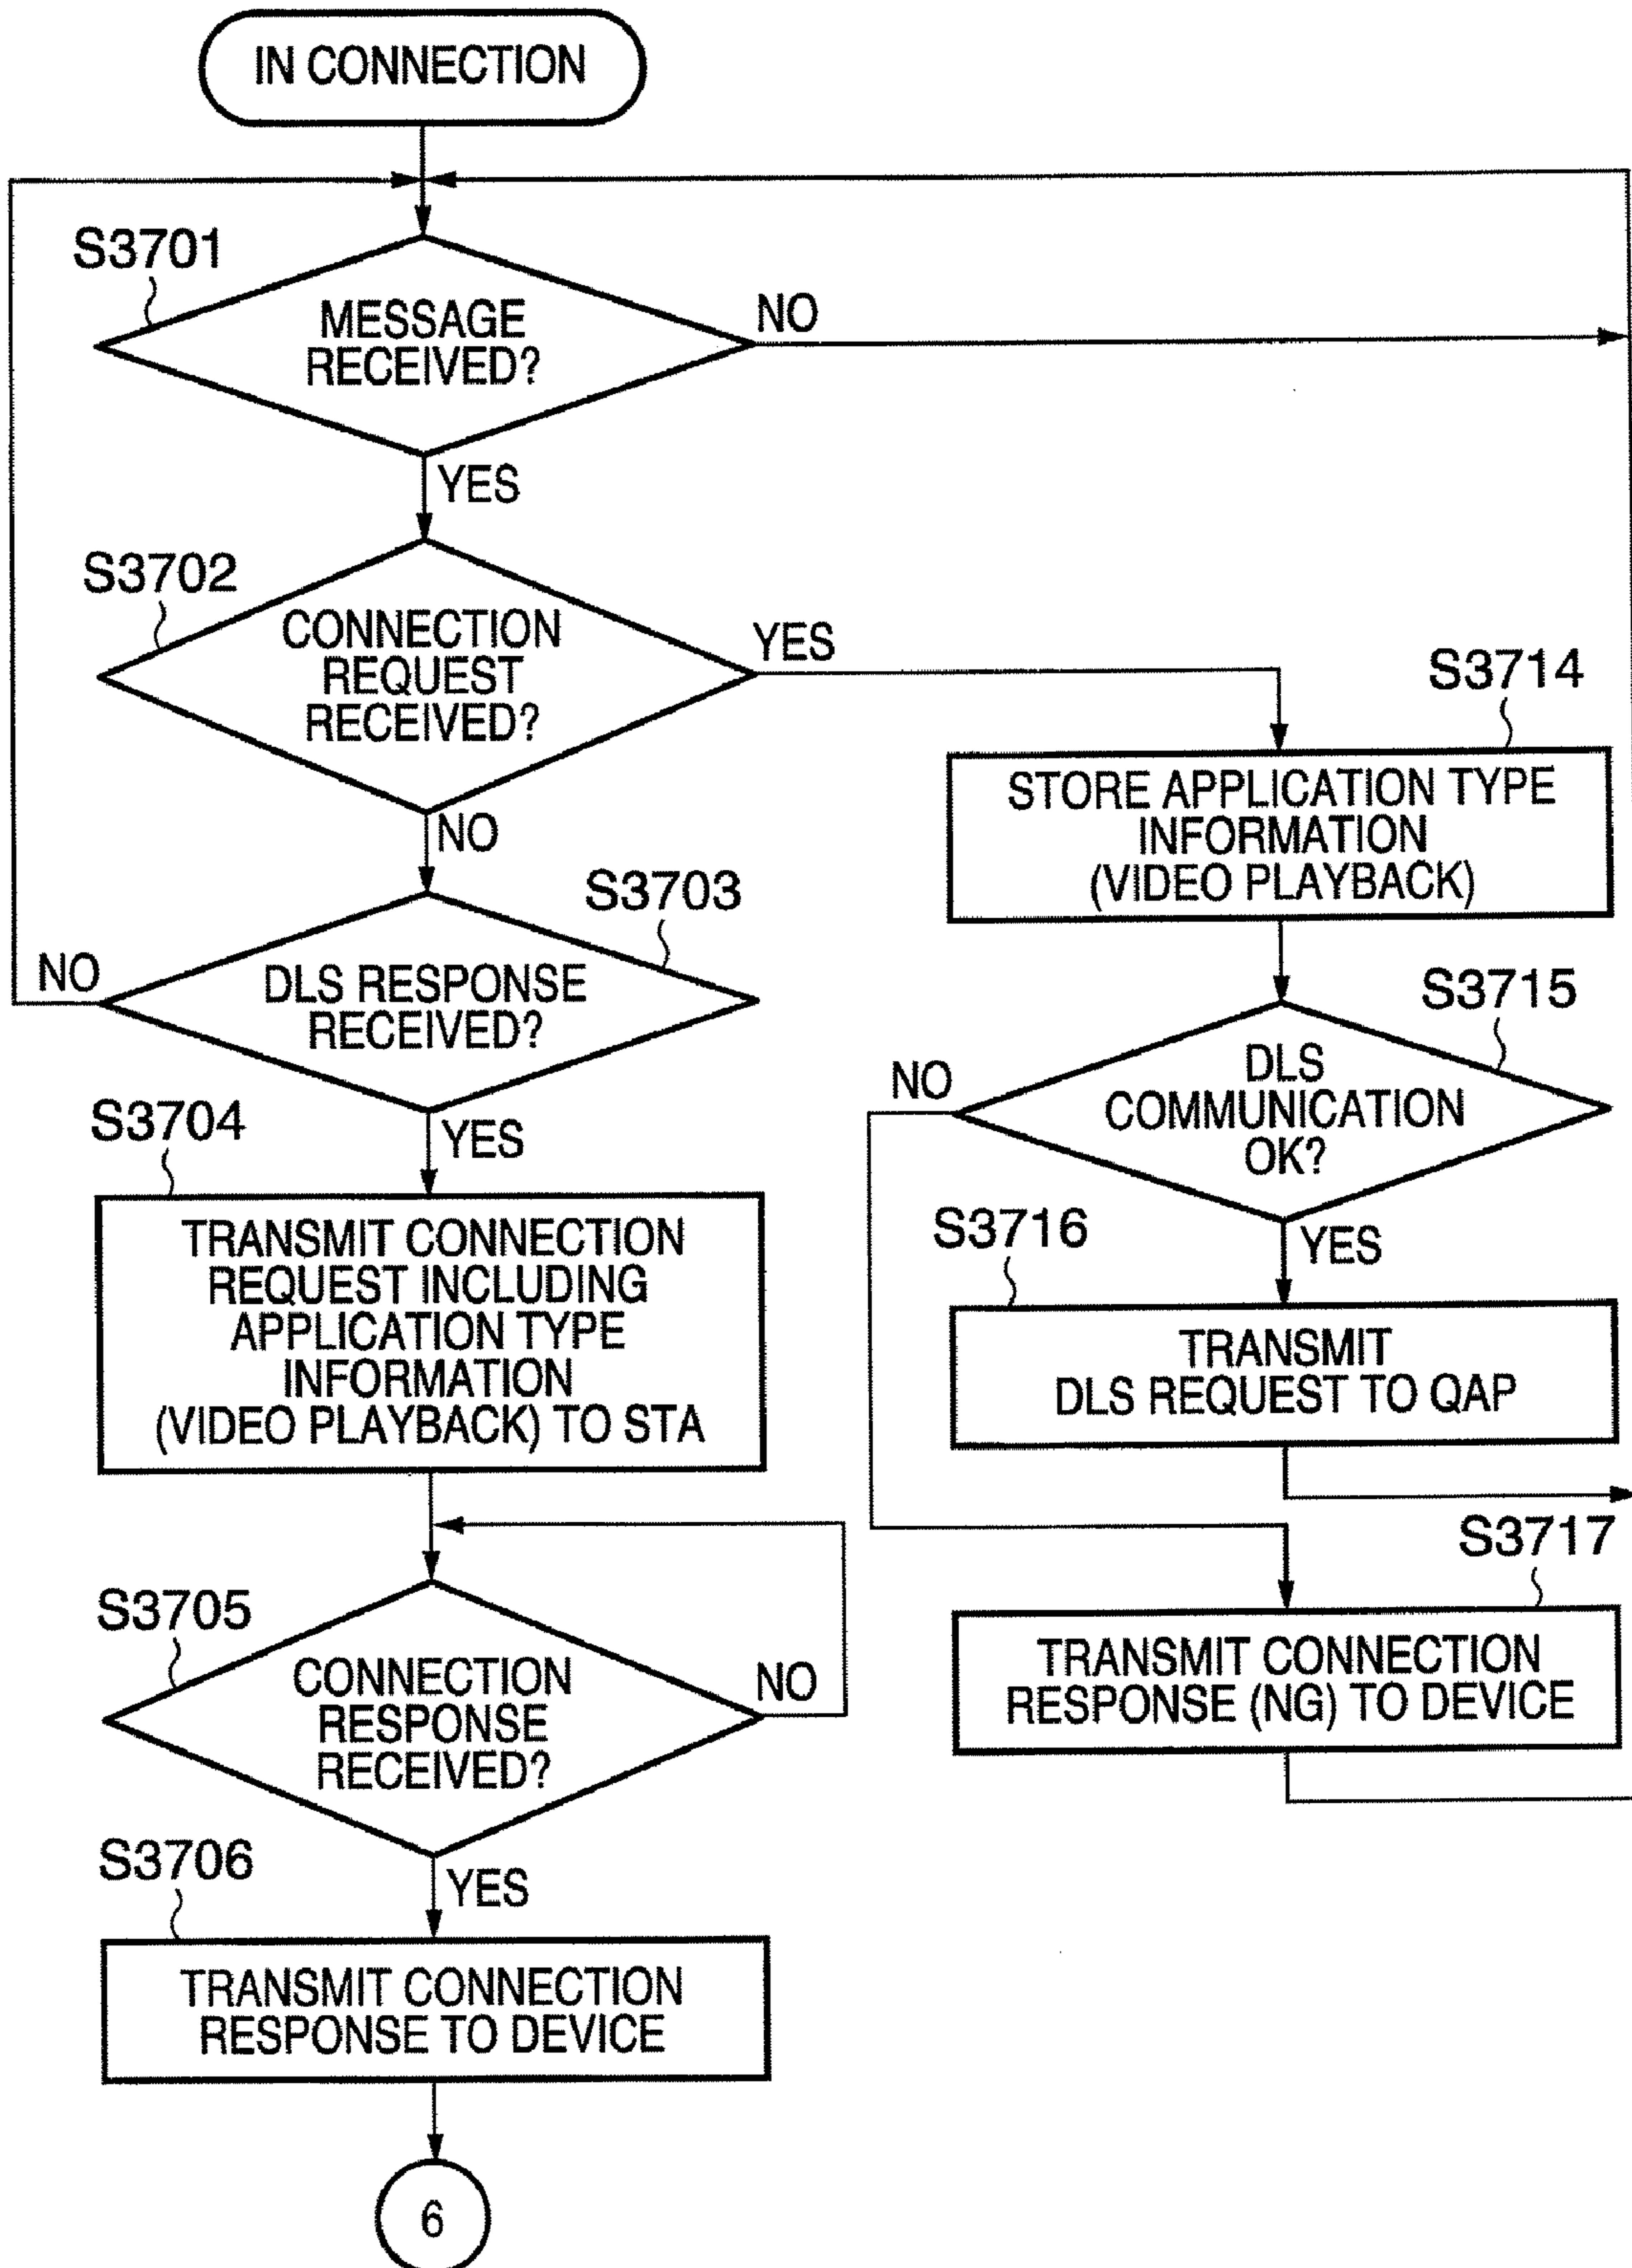 IN CONNECTION
S3701
MESSAGE
RECEIVED?
NO
YES
S3702
CONNECTION
REQUEST
RECEIVED?
YES
NO
S3703
DLS RESPONSE
RECEIVED?
NO
YES
S3704
TRANSMIT CONNECTION
REQUEST INCLUDING
APPLICATION TYPE
INFORMATION
(VIDEO PLAYBACK) TO STA
S3705
CONNECTION
RESPONSE
RECEIVED?
NO
YES
S3706
TRANSMIT CONNECTION
RESPONSE TO DEVICE
6
S3714
STORE APPLICATION TYPE
INFORMATION
(VIDEO PLAYBACK)
S3715
DLS
COMMUNICATION
OK?
NO
YES
S3716
TRANSMIT
DLS REQUEST TO QAP
S3717
TRANSMIT CONNECTION
RESPONSE (NG) TO DEVICE